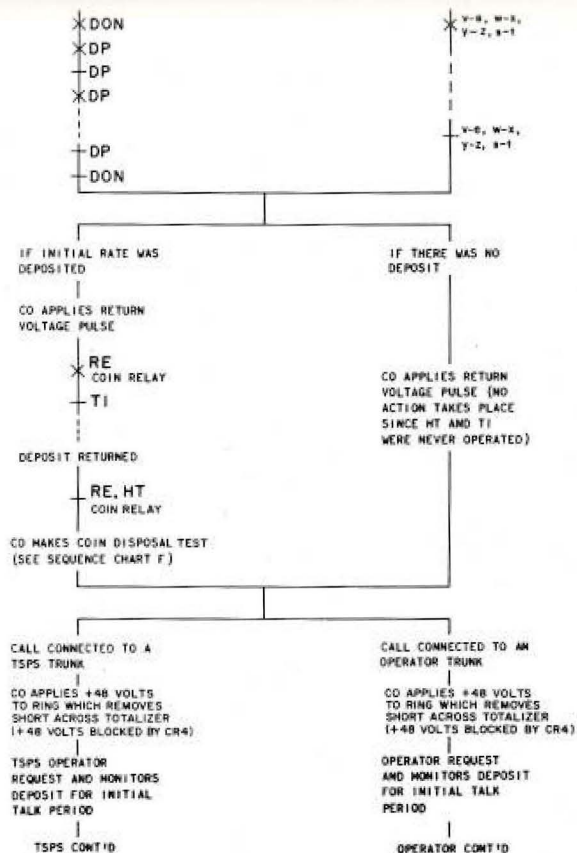 DON
DP
DP
DP
DP
DON
v-e, w-x,
y-z, s-t
v-e, w-x,
y-z, s-t
IF INITIAL RATE WAS
DEPOSITED
CO APPLIES RETURN
VOLTAGE PULSE
RE
COIN RELAY
TI
DEPOSIT RETURNED
RE, HT
COIN RELAY
CO MAKES COIN DISPOSAL TEST
(SEE SEQUENCE CHART F)
IF THERE WAS NO
DEPOSIT
CO APPLIES RETURN
VOLTAGE PULSE (NO
ACTION TAKES PLACE
SINCE HT AND TI
WERE NEVER OPERATED)
CALL CONNECTED TO A
TSPS TRUNK
CO APPLIES +48 VOLTS
TO RING WHICH REMOVES
SHORT ACROSS TOTALIZER
(+48 VOLTS BLOCKED BY CR4)
TSPS OPERATOR
REQUEST AND MONITORS
DEPOSIT FOR INITIAL
TALK PERIOD
TSPS CONT'D
CALL CONNECTED TO AN
OPERATOR TRUNK
CO APPLIES +48 VOLTS
TO RING WHICH REMOVES
SHORT ACROSS TOTALIZER
(+48 VOLTS BLOCKED BY CR4)
OPERATOR REQUEST
AND MONITORS DEPOSIT
FOR INITIAL TALK
PERIOD
OPERATOR CONT'D